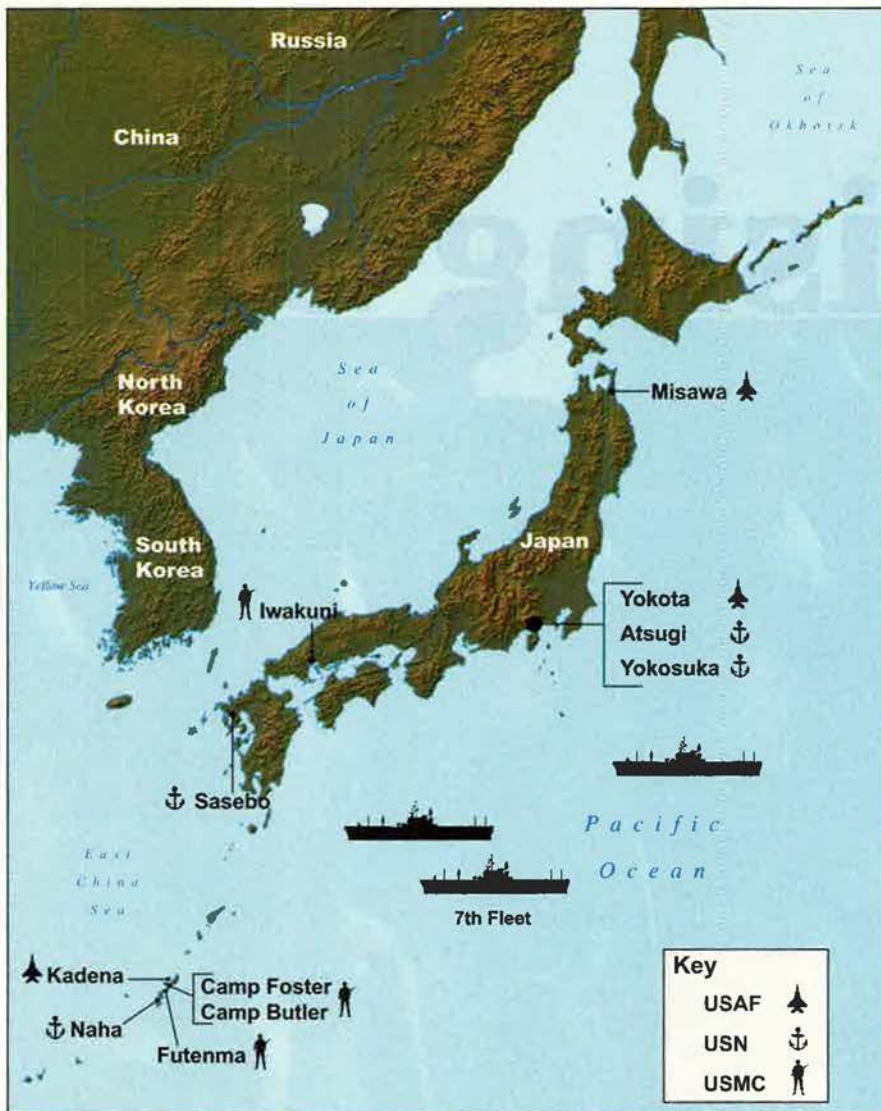 Russia
Sea
of
Okhotsk
China
North
Korea
Sea
of
Japan
Misawa
South
Korea
Japan
Yellow Sea
Iwakuni
Yokota
Atsugi
Yokosuka
Sasebo
Pacific
Ocean
East
China
Sea
7th Fleet
Kadena
Camp Foster
Camp Butler
Naha
Futenma
Key
USAF
USN
USMC